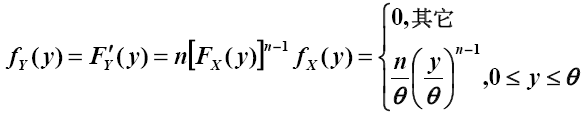 f_Y(y) = F'_Y(y) = n[F_X(y)]^{n-1} f_X(y) = { 0,其它
n/θ (y/θ)^{n-1} ,0 ≤ y ≤ θ